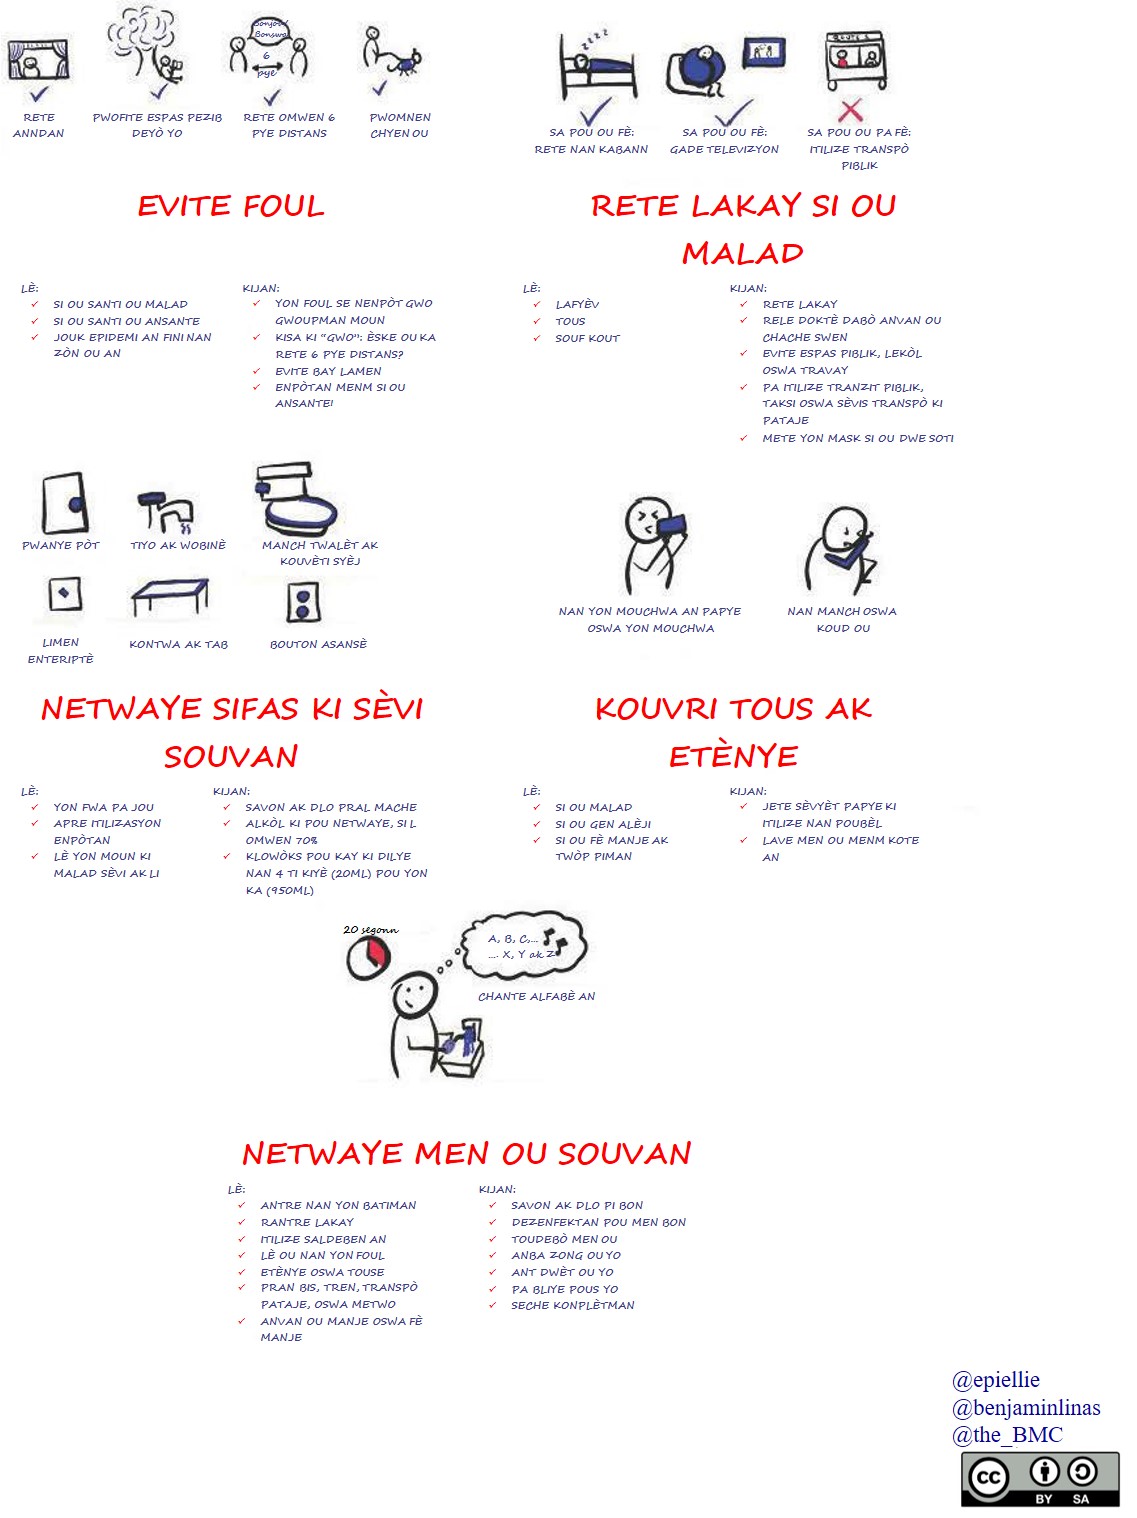 Bonjou/
Bonswa
6
pye
RETE
ANNDAN
PWOFITE ESPAS PEZIB
DEYÒ YO
RETE OMWEN 6
PYE DISTANS
PWOMNEN
CHYEN OU
EVITE FOUL
LÈ:
SI OU SANTI OU MALAD
SI OU SANTI OU ANSANTE
JOUK EPIDEMI AN FINI NAN
ZÒN OU AN
KIJAN:
YON FOUL SE NENPÒT GWO
GWOUPMAN MOUN
KISA KI "GWO": ÈSKE OU KA
RETE 6 PYE DISTANS?
EVITE BAY LAMEN
ENPÒTAN MENM SI OU
ANSANTE!
zzzz
ROUTE 1
SA POU OU FÈ:
RETE NAN KABANN
SA POU OU FÈ:
GADE TELEVIZYON
SA POU OU PA FÈ:
ITILIZE TRANSPÒ
PIBLIK
RETE LAKAY SI OU
MALAD
LÈ:
LAFYÈV
TOUS
SOUF KOUT
KIJAN:
RETE LAKAY
RELE DOKTÈ DABÒ ANVAN OU
CHACHE SWEN
EVITE ESPAS PIBLIK, LEKÒL
OSWA TRAVAY
PA ITILIZE TRANZIT PIBLIK,
TAKSI OSWA SÈVIS TRANSPÒ KI
PATAJE
METE YON MASK SI OU DWE SOTI
PWANYE PÒT
TIYO AK WOBINÈ
MANCH TWALÈT AK
KOUVÈTI SYÈJ
LIMEN
ENTERIPTÈ
KONTWA AK TAB
BOUTON ASANSÈ
NETWAYE SIFAS KI SÈVI
SOUVAN
LÈ:
YON FWA PA JOU
APRE ITILIZASYON
ENPÒTAN
LÈ YON MOUN KI
MALAD SÈVI AK LI
KIJAN:
SAVON AK DLO PRAL MACHE
ALKÒL KI POU NETWAYE, SI L
OMWEN 70%
KLOWÒKS POU KAY KI DILYE
NAN 4 TI KIYÈ (20ML) POU YON
KA (950ML)
NAN YON MOUCHWA AN PAPYE
OSWA YON MOUCHWA
NAN MANCH OSWA
KOUD OU
KOUVRI TOUS AK
ETÈNYE
LÈ:
SI OU MALAD
SI OU GEN ALÈJI
SI OU FÈ MANJE AK
TWÒP PIMAN
KIJAN:
JETE SÈVYÈT PAPYE KI
ITILIZE NAN POUBÈL
LAVE MEN OU MENM KOTE
AN
20 segonn
A, B, C,...
.... X, Y ak Z
CHANTE ALFABÈ AN
NETWAYE MEN OU SOUVAN
LÈ:
ANTRE NAN YON BATIMAN
RANTRE LAKAY
ITILIZE SALDEBEN AN
LÈ OU NAN YON FOUL
ETÈNYE OSWA TOUSE
PRAN BIS, TREN, TRANSPÒ
PATAJE, OSWA METWO
ANVAN OU MANJE OSWA FÈ
MANJE
KIJAN:
SAVON AK DLO PI BON
DEZENFEKTAN POU MEN BON
TOUDEBÒ MEN OU
ANBA ZONG OU YO
ANT DWÈT OU YO
PA BLIYE POUS YO
SECHE KONPLÈTMAN
@epiellie
@benjaminlinas
@the_BMC
cc
BY SA